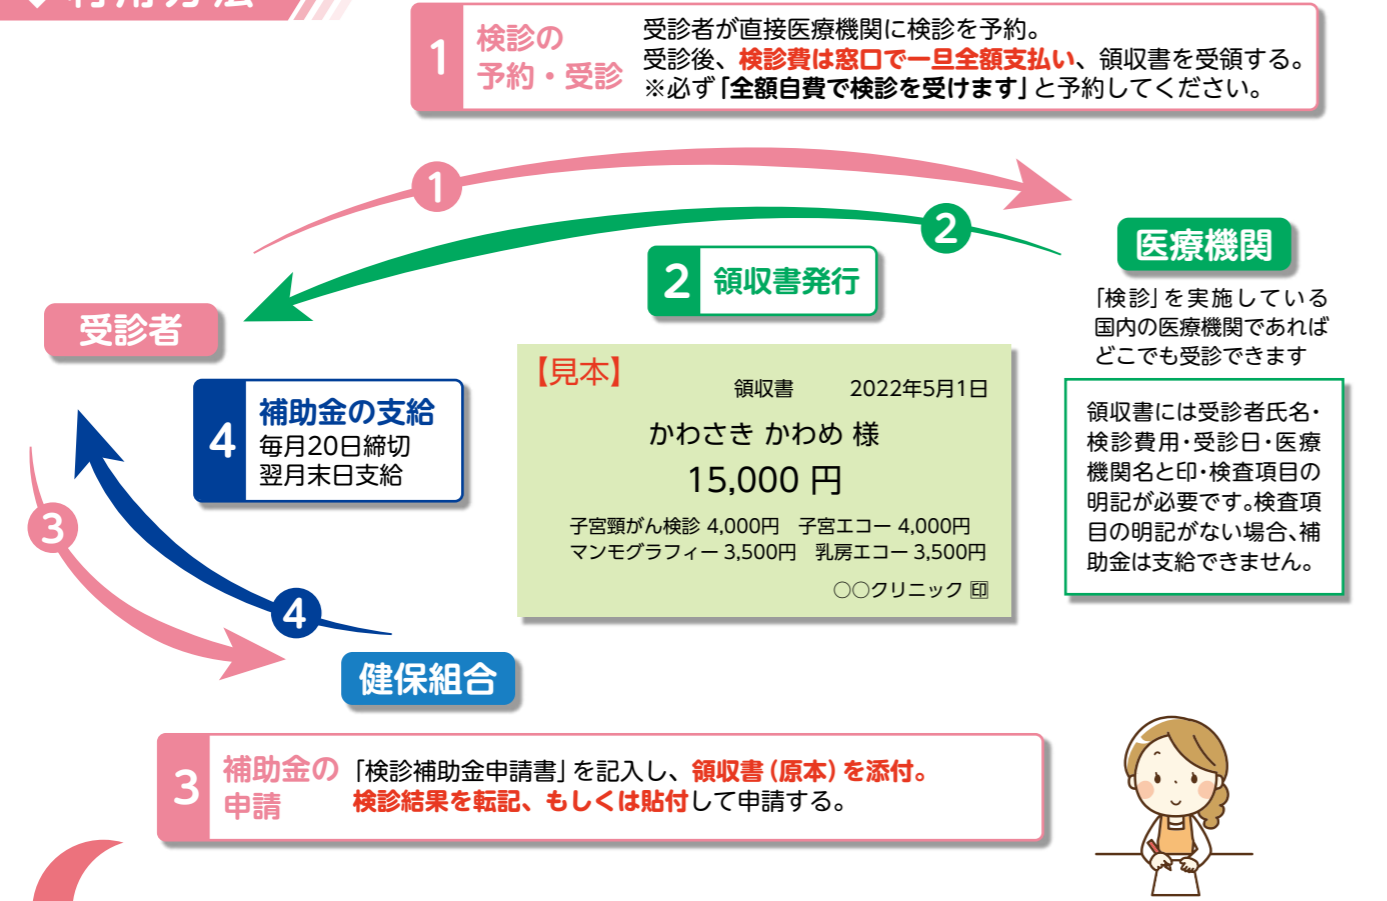 利用方法
1 検診の予約・受診
受診者が直接医療機関に検診を予約。
受診後、検診費は窓口で一旦全額支払い、領収書を受領する。
※必ず「全額自費で検診を受けます」と予約してください。
1
2
医療機関
「検診」を実施している
国内の医療機関であれば
どこでも受診できます
2 領収書発行
受診者
【見本】
領収書 2022年5月1日
かわさき かわめ 様
15,000 円
子宮頸がん検診 4,000円 子宮エコー 4,000円
マンモグラフィー 3,500円 乳房エコー 3,500円
○○クリニック 印
領収書には受診者氏名・
検診費用・受診日・医療
機関名と印・検査項目の
明記が必要です。検査項
目の明記がない場合、補
助金は支給できません。
4 補助金の支給
毎月20日締切
翌月末日支給
3
4
健保組合
3 補助金の申請
「検診補助金申請書」を記入し、領収書(原本)を添付。
検診結果を転記、もしくは貼付して申請する。